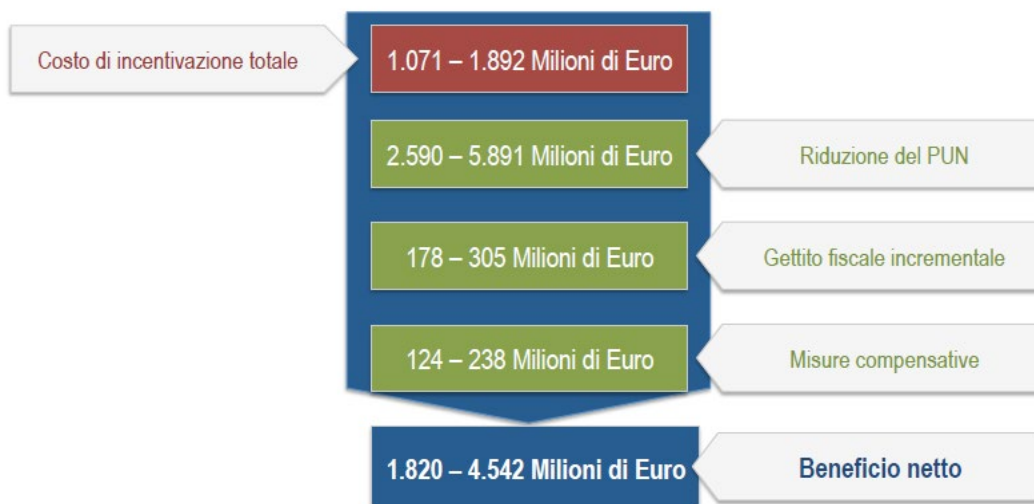 Costo di incentivazione totale
1.071 – 1.892 Milioni di Euro
2.590 – 5.891 Milioni di Euro
Riduzione del PUN
178 – 305 Milioni di Euro
Gettito fiscale incrementale
124 – 238 Milioni di Euro
Misure compensative
1.820 – 4.542 Milioni di Euro
Beneficio netto